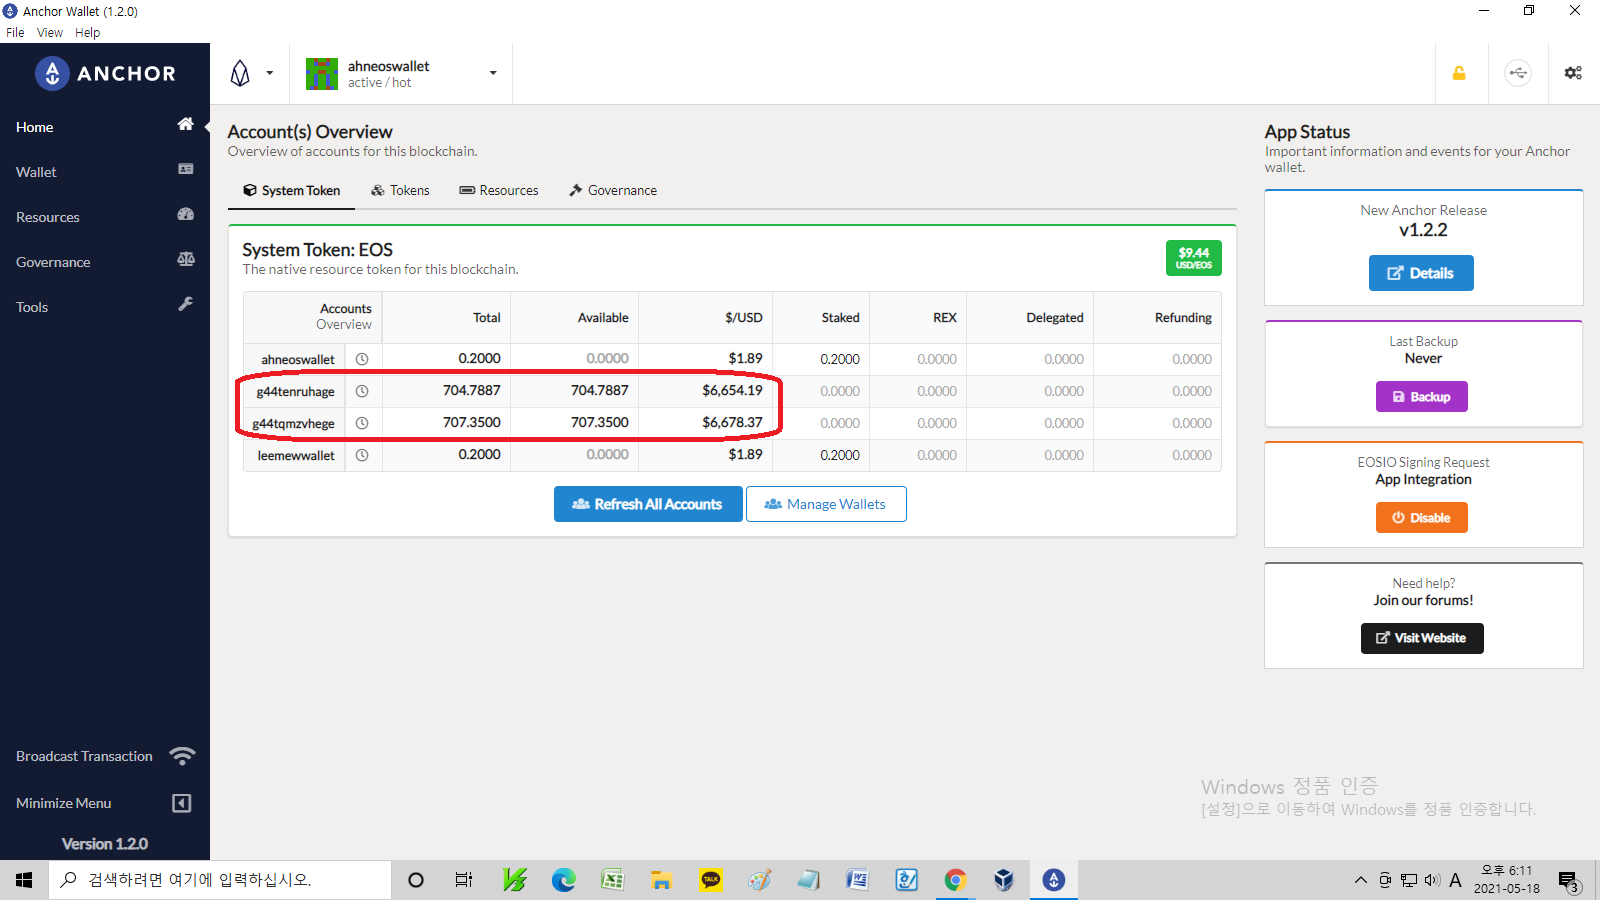 Anchor Wallet (1.2.0)
File View Help
ANCHOR
ahneoswallet
active / hot
Home
Wallet
Resources
Governance
Tools
Broadcast Transaction
Minimize Menu
Version 1.2.0
Account(s) Overview
Overview of accounts for this blockchain.
System Token Tokens Resources Governance
System Token: EOS
The native resource token for this blockchain.
$9.44
USD/EOS
Accounts
Overview
Total Available $/USD Staked REX Delegated Refunding
ahneoswallet 0.2000 0.0000 $1.89 0.2000 0.0000 0.0000 0.0000
g44tenruhage 704.7887 704.7887 $6,654.19 0.0000 0.0000 0.0000 0.0000
g44tqmzvhege 707.3500 707.3500 $6,678.37 0.0000 0.0000 0.0000 0.0000
leemewwallet 0.2000 0.0000 $1.89 0.2000 0.0000 0.0000 0.0000
Refresh All Accounts Manage Wallets
App Status
Important information and events for your Anchor
wallet.
New Anchor Release
v1.2.2
Details
Last Backup
Never
Backup
EOSIO Signing Request
App Integration
Disable
Need help?
Join our forums!
Visit Website
Windows 정품 인증
[설정]으로 이동하여 Windows를 정품 인증합니다.
검색하려면 여기에 입력하십시오.
TALK
A
오후 6:11
2021-05-18
3